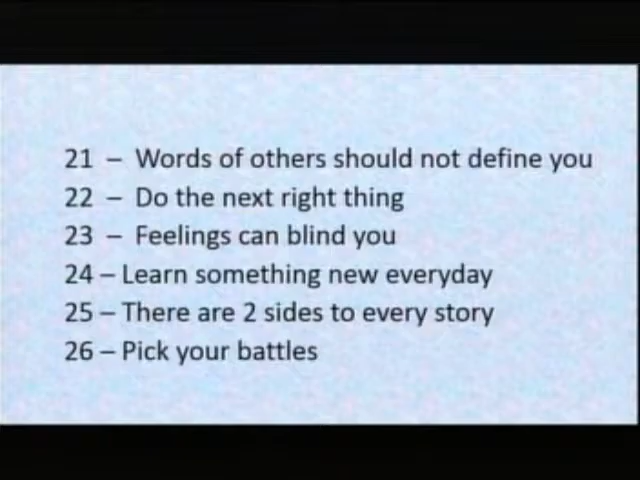 21 – Words of others should not define you
22 – Do the next right thing
23 – Feelings can blind you
24 – Learn something new everyday
25 – There are 2 sides to every story
26 – Pick your battles